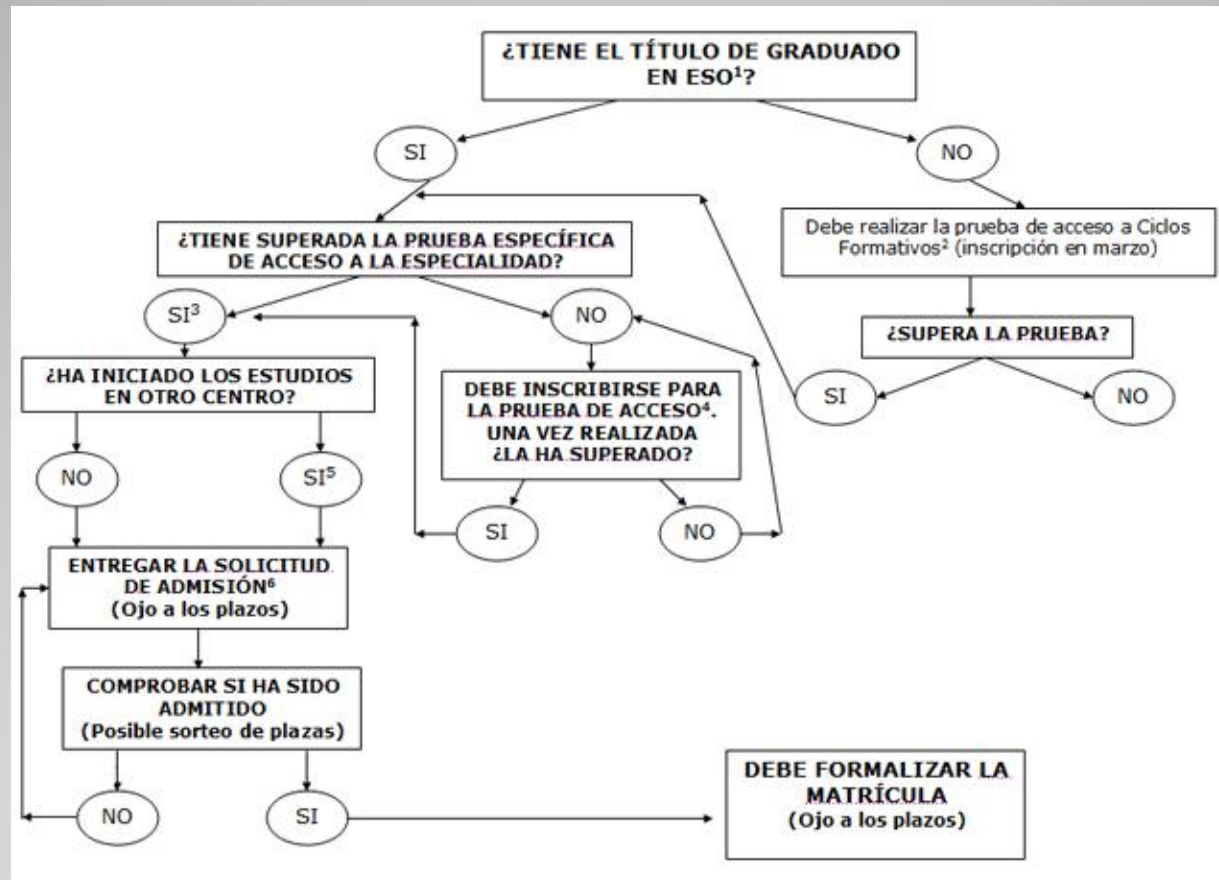 ¿TIENE EL TÍTULO DE GRADUADO
EN ESO¹?
SI
NO
¿TIENE SUPERADA LA PRUEBA ESPECÍFICA
DE ACCESO A LA ESPECIALIDAD?
Debe realizar la prueba de acceso a Ciclos
Formativos² (inscripción en marzo)
SI³
NO
¿SUPERA LA PRUEBA?
¿HA INICIADO LOS ESTUDIOS
EN OTRO CENTRO?
DEBE INSCRIBIRSE PARA
LA PRUEBA DE ACCESO⁴.
UNA VEZ REALIZADA
¿LA HA SUPERADO?
SI
NO
NO
SI⁵
SI
NO
ENTREGAR LA SOLICITUD
DE ADMISIÓN⁶
(Ojo a los plazos)
COMPROBAR SI HA SIDO
ADMITIDO
(Posible sorteo de plazas)
NO
SI
DEBE FORMALIZAR LA
MATRÍCULA
(Ojo a los plazos)